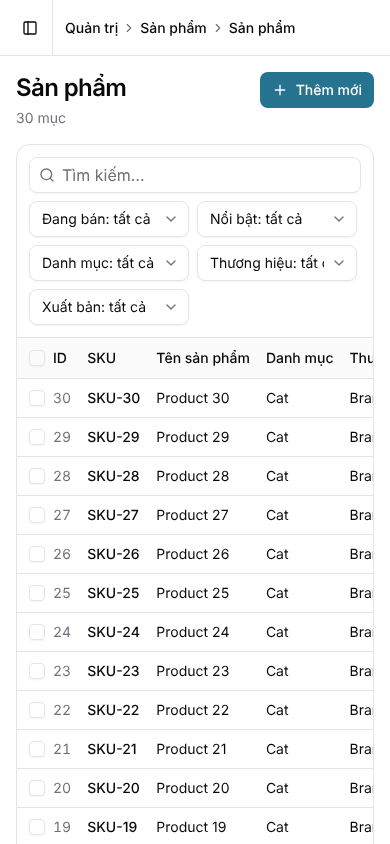 Quản trị > Sản phẩm > Sản phẩm
Sản phẩm
+ Thêm mới
30 mục
Tìm kiếm...
Đang bán: tất cả
Nổi bật: tất cả
Danh mục: tất cả
Thương hiệu: tất
Xuất bản: tất cả
ID SKU Tên sản phẩm Danh mục
30 SKU-30 Product 30 Cat
29 SKU-29 Product 29 Cat
28 SKU-28 Product 28 Cat
27 SKU-27 Product 27 Cat
26 SKU-26 Product 26 Cat
25 SKU-25 Product 25 Cat
24 SKU-24 Product 24 Cat
23 SKU-23 Product 23 Cat
22 SKU-22 Product 22 Cat
21 SKU-21 Product 21 Cat
20 SKU-20 Product 20 Cat
19 SKU-19 Product 19 Cat